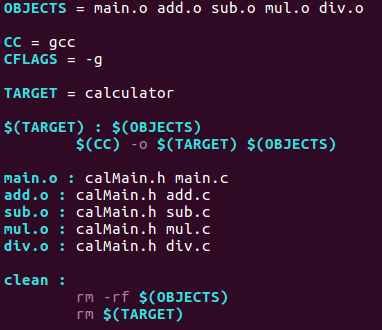 OBJECTS = main.o add.o sub.o mul.o div.o
CC = gcc
CFLAGS = -g
TARGET = calculator
$(TARGET) : $(OBJECTS)
$(CC) -o $(TARGET) $(OBJECTS)
main.o : calMain.h main.c
add.o : calMain.h add.c
sub.o : calMain.h sub.c
mul.o : calMain.h mul.c
div.o : calMain.h div.c
clean :
rm -rf $(OBJECTS)
rm $(TARGET)